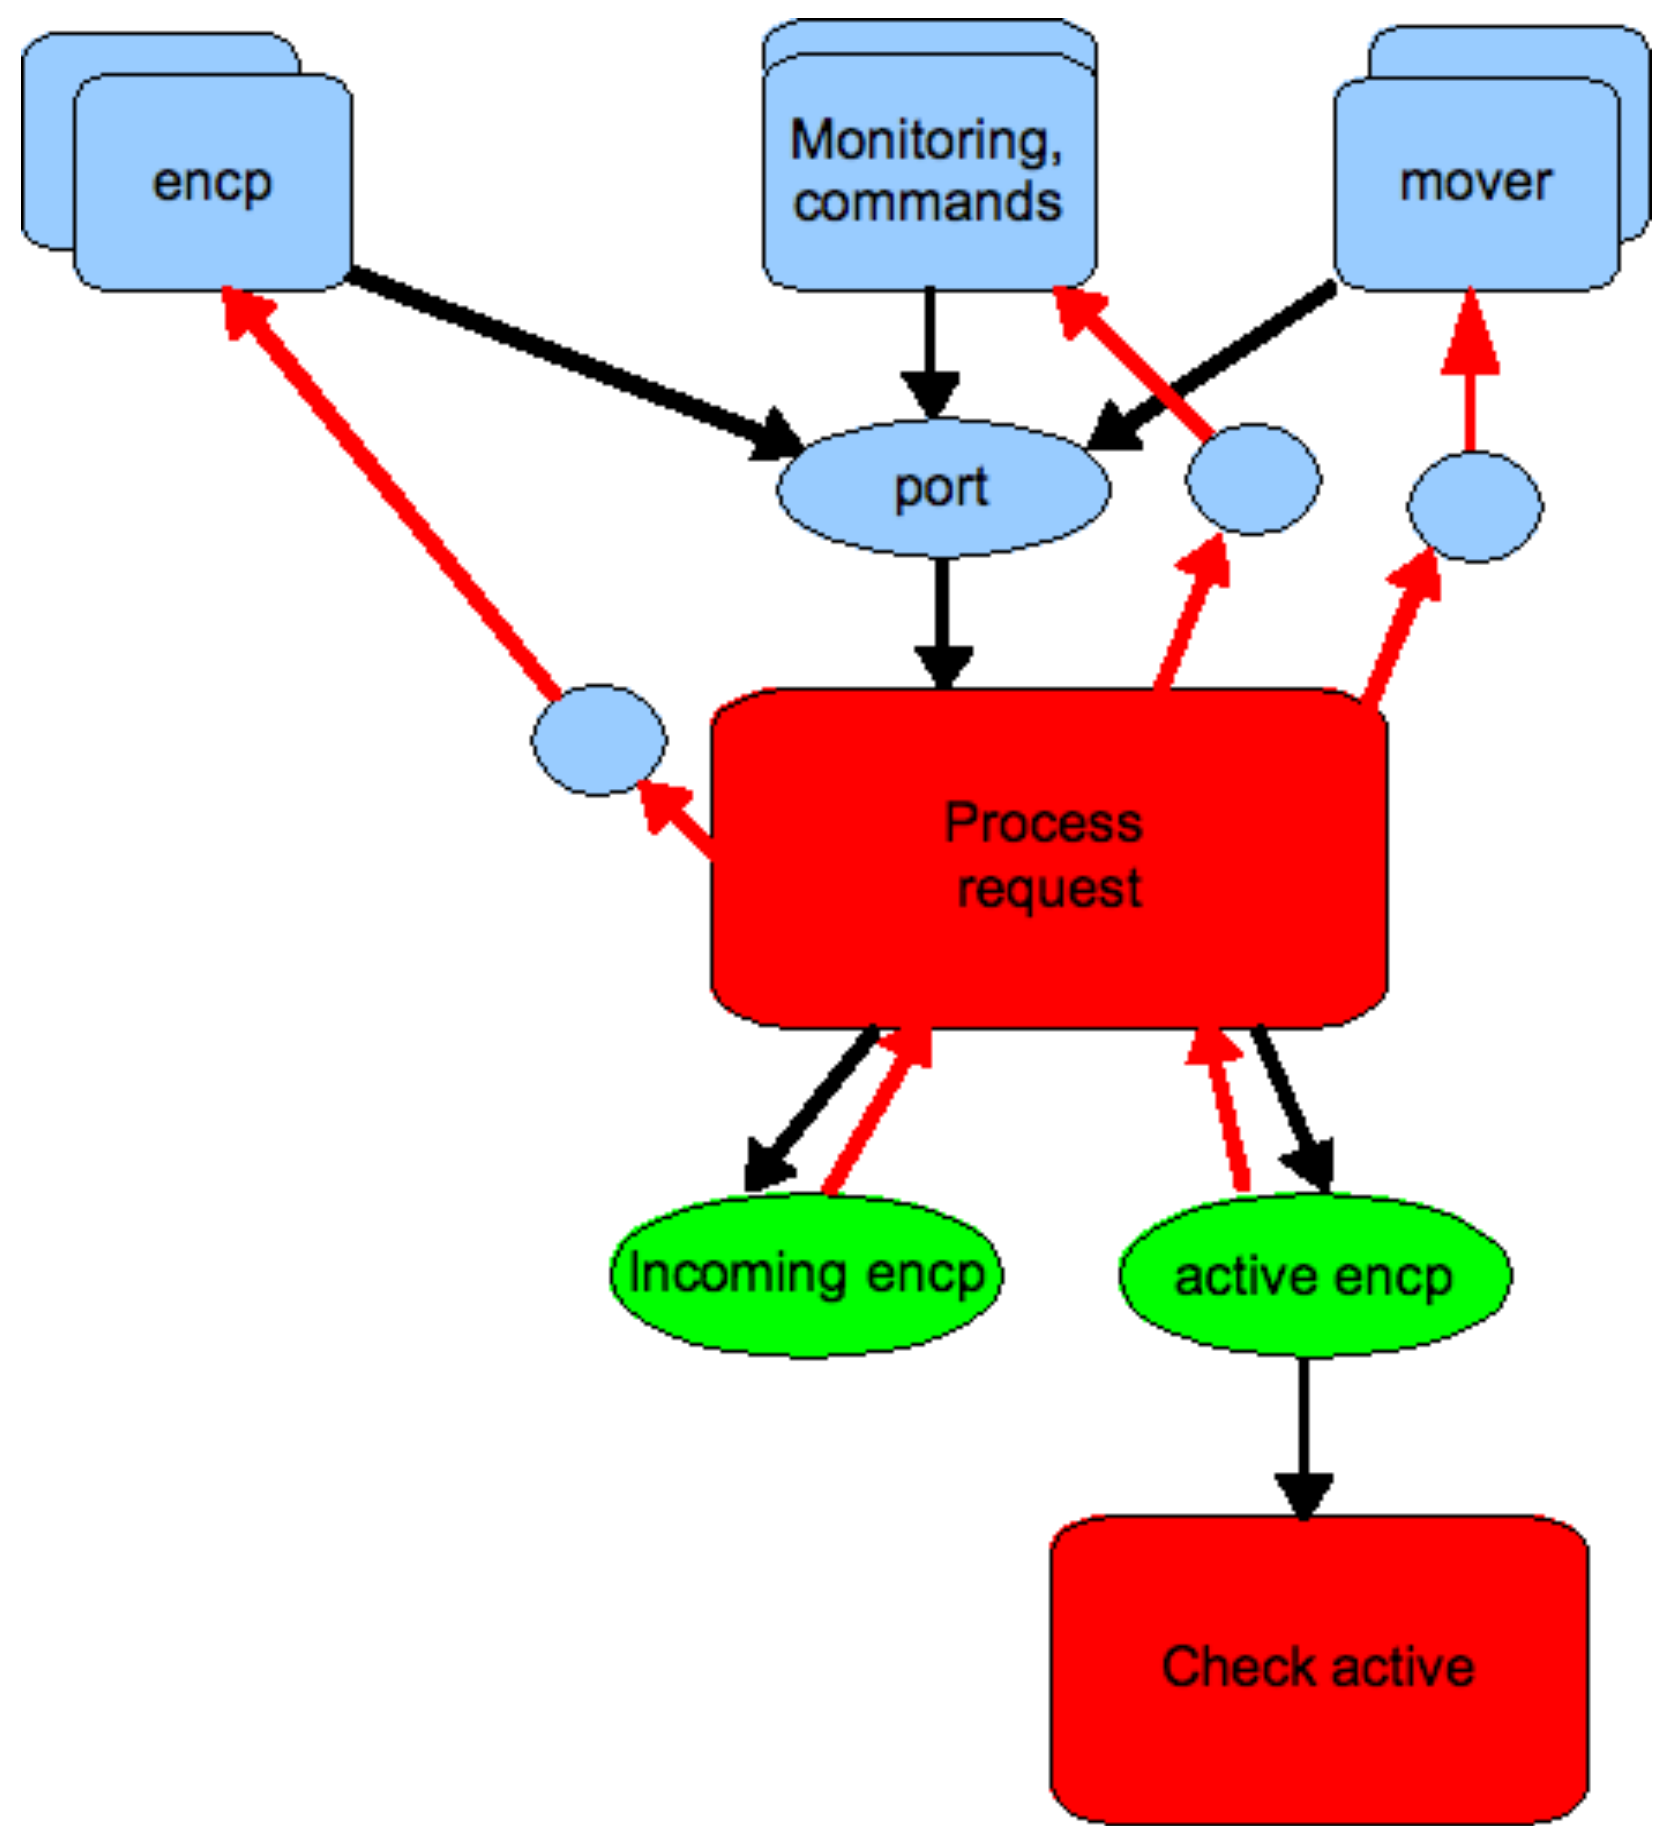 encp
Monitoring,
commands
mover
port
Process
request
Incoming encp
active encp
Check active